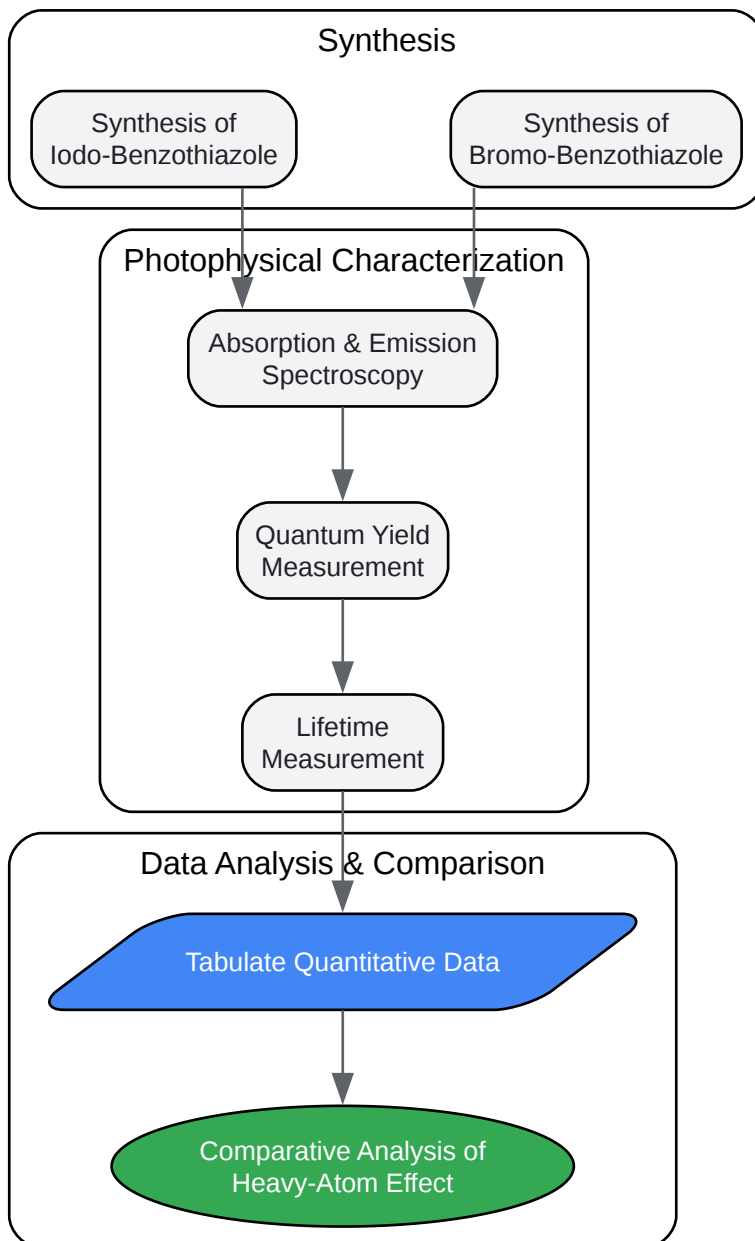 Synthesis
Synthesis of
Iodo-Benzothiazole
Synthesis of
Bromo-Benzothiazole
Photophysical Characterization
Absorption & Emission
Spectroscopy
Quantum Yield
Measurement
Lifetime
Measurement
Data Analysis & Comparison
Tabulate Quantitative Data
Comparative Analysis of
Heavy-Atom Effect